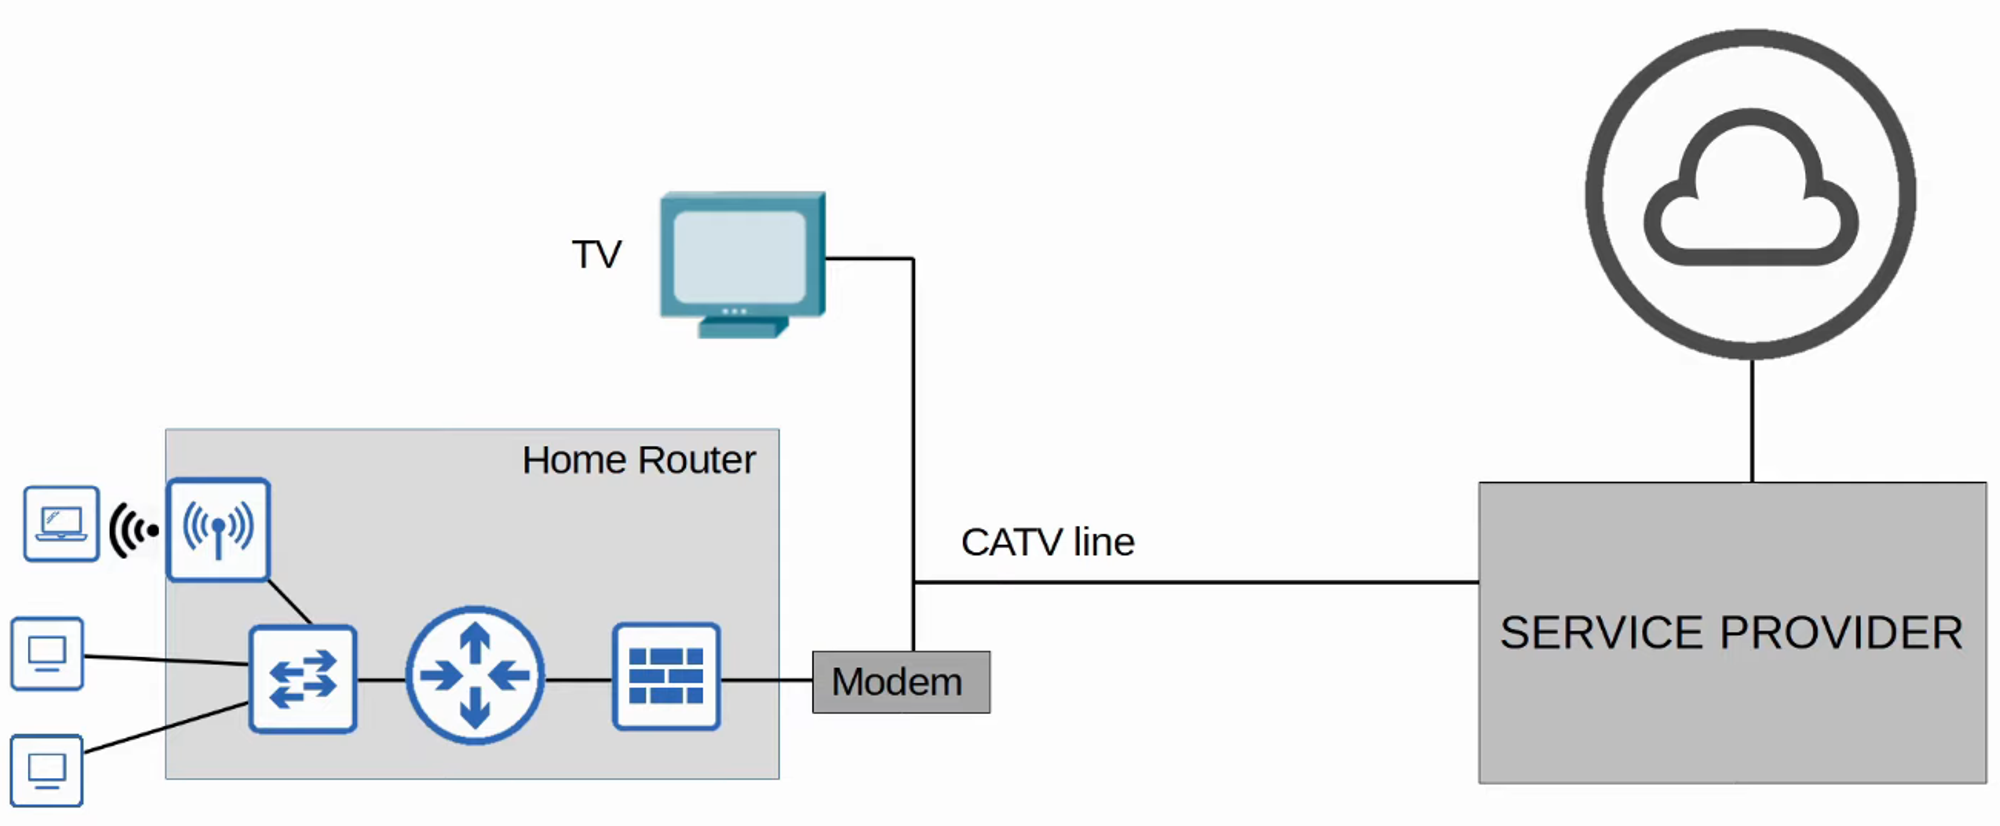 TV
Home Router
CATV line
SERVICE PROVIDER
Modem